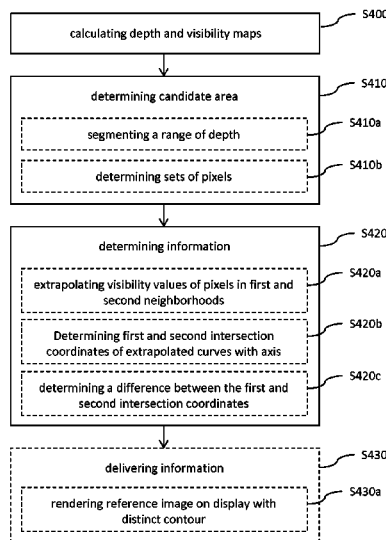 S400
calculating depth and visibility maps
S410
determining candidate area
S410a
segmenting a range of depth
S410b
determining sets of pixels
S420
determining information
S420a
extrapolating visibility values of pixels in first and
second neighborhoods
S420b
Determining first and second intersection
coordinates of extrapolated curves with axis
S420c
determining a difference between the first and
second intersection coordinates
S430
delivering information
S430a
rendering reference image on display with
distinct contour